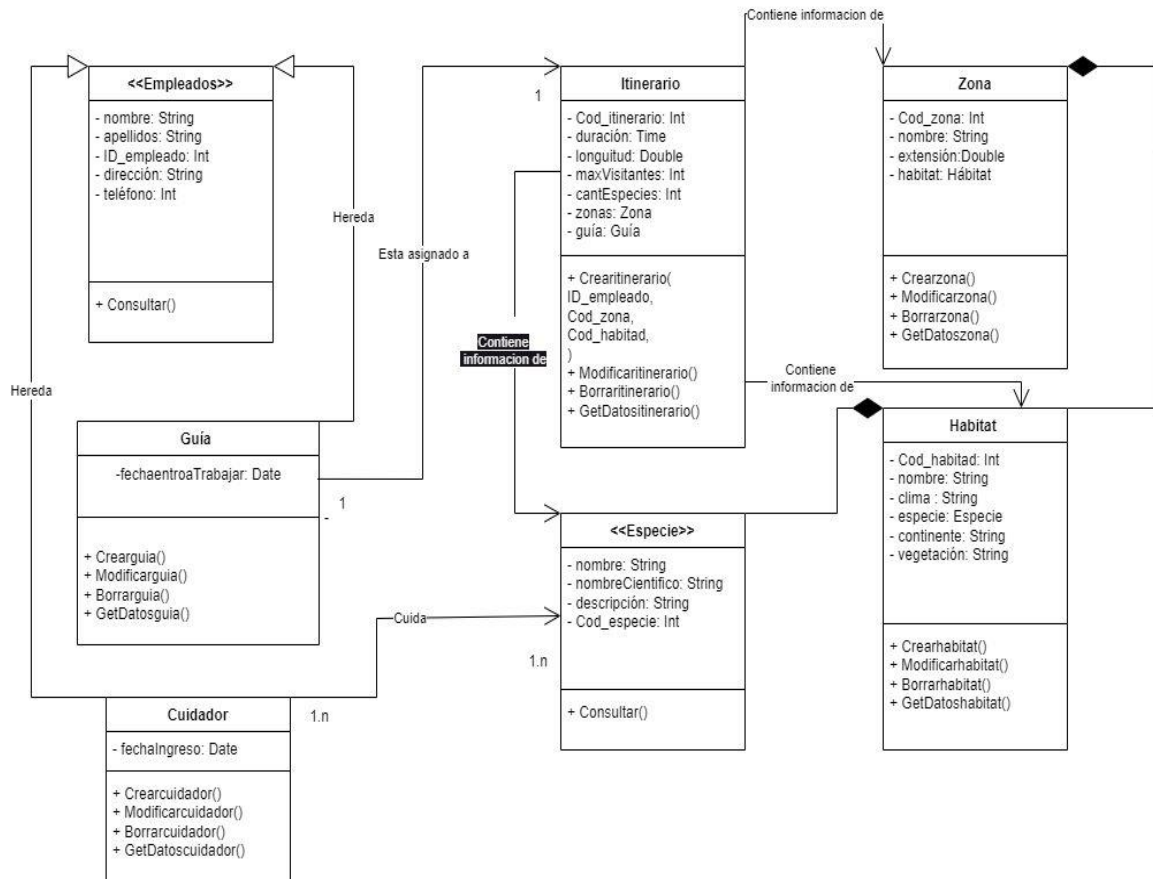 Contiene informacion de
<<Empleados>>
- nombre: String
- apellidos: String
- ID_empleado: Int
- dirección: String
- teléfono: Int
+ Consultar()
Hereda
Hereda
Esta asignado a
1
Itinerario
- Cod_itinerario: Int
- duración: Time
- longuitud: Double
- maxVisitantes: Int
- cantEspecies: Int
- zonas: Zona
- guía: Guía
+ Crearitinerario(
ID_empleado,
Cod_zona,
Cod_habitad,
)
+ Modificaritinerario()
+ Borraritinerario()
+ GetDatositinerario()
Zona
- Cod_zona: Int
- nombre: String
- extensión:Double
- habitat: Hábitat
+ Crearzona()
+ Modificarzona()
+ Borrarzona()
+ GetDatoszona()
Contiene
informacion de
Contiene
informacion de
Guía
-fechaentroaTrabajar: Date
1
-
+ Crearguia()
+ Modificarguia()
+ Borrarguia()
+ GetDatosguia()
<<Especie>>
- nombre: String
- nombreCientifico: String
- descripción: String
- Cod_especie: Int
+ Consultar()
Habitat
- Cod_habitad: Int
- nombre: String
- clima : String
- especie: Especie
- continente: String
- vegetación: String
+ Crearhabitat()
+ Modificarhabitat()
+ Borrarhabitat()
+ GetDatoshabitat()
Cuida
1.n
1.n
Cuidador
- fechaIngreso: Date
+ Crearcuidador()
+ Modificarcuidador()
+ Borrarcuidador()
+ GetDatoscuidador()